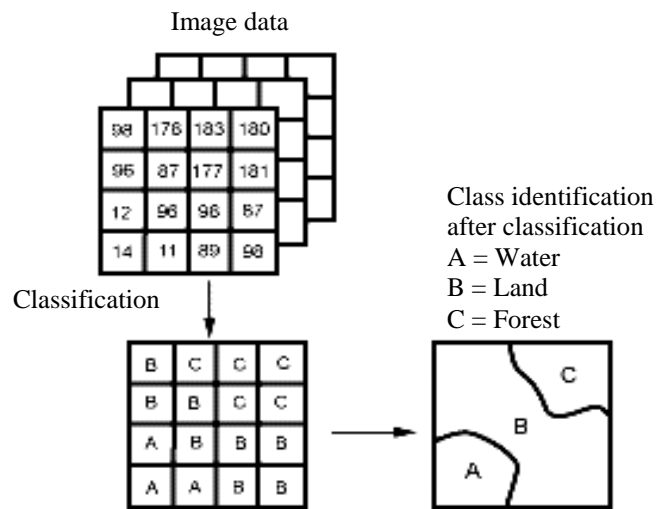 Image data
98 176 183 180
95 87 177 181
12 96 96 87
14 11 89 98
Classification
Class identification
after classification
A = Water
B = Land
C = Forest
B C C C
B B C C
A B B B
A A B B
C
B
A